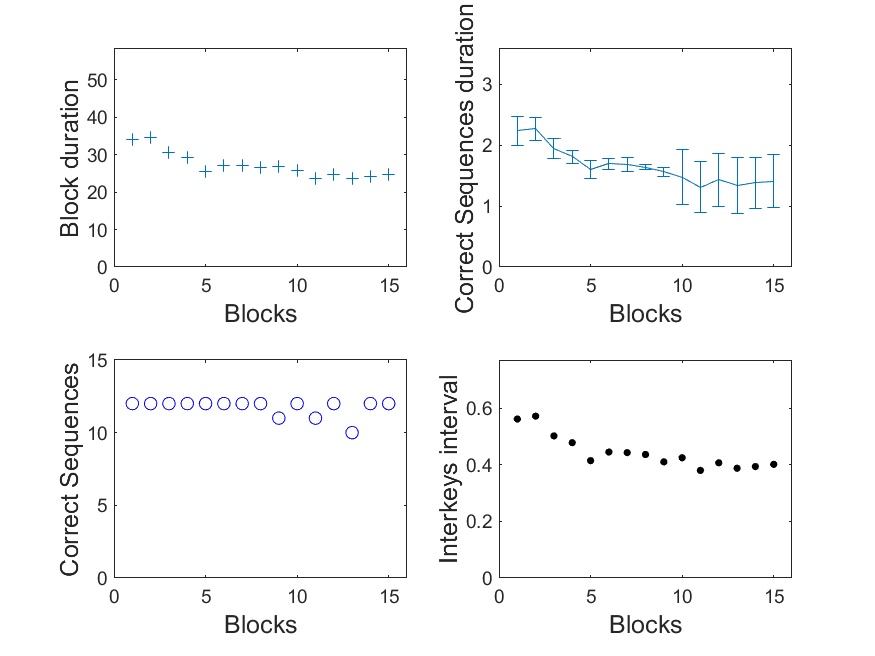 Block duration
50
40
30
20
10
0
0 5 10 15
Blocks
Correct Sequences duration
3
2
1
0
0 5 10 15
Blocks
Correct Sequences
15
10
5
0
0 5 10 15
Blocks
Interkeys interval
0.6
0.4
0.2
0
0 5 10 15
Blocks